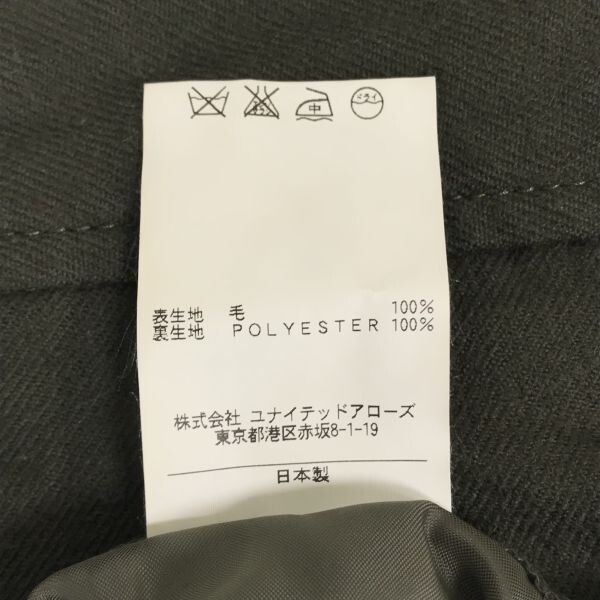 中
ドライ
表生地 毛 100%
裏生地 POLYESTER 100%
株式会社 ユナイテッドアローズ
東京都港区赤坂8-1-19
日本製